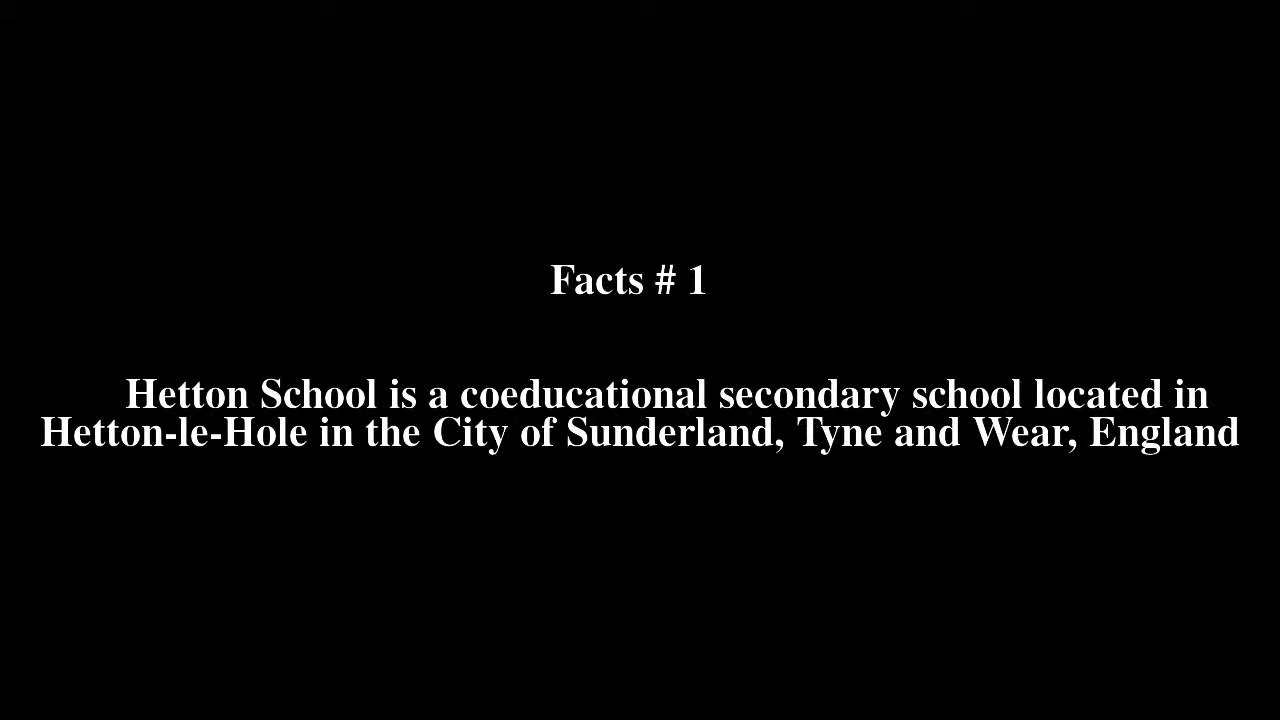 Facts # 1
Hetton School is a coeducational secondary school located in
Hetton-le-Hole in the City of Sunderland, Tyne and Wear, England